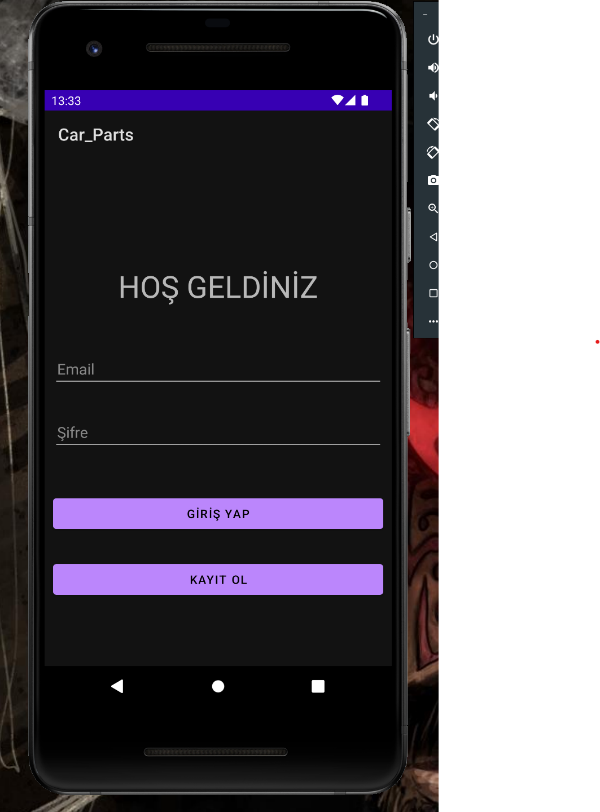 13:33
Car_Parts
HOŞ GELDİNİZ
Email
Şifre
GİRİŞ YAP
KAYIT OL